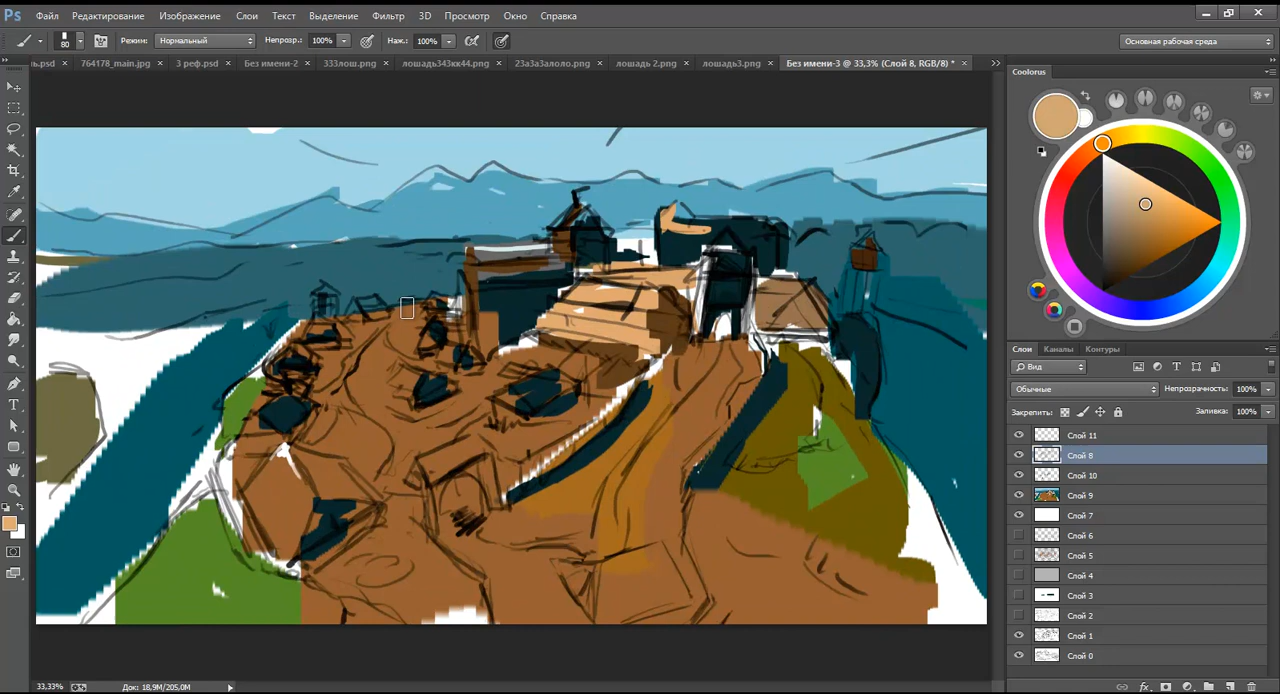 Ps Файл Редактирование Изображение Слои Текст Выделение Фильтр 3D Просмотр Окно Справка
80 Режим: Нормальный Непрозр.: 100% Наж.: 100% Основная рабочая среда
ь.psd 764178_main.jpg 3 реф.psd Без имени-2 333лош.png лошадь343кк44.png 23а3а3алоло.png лошадь 2.png лошадь3.png Без имени-3 @ 33,3% (Слой 8, RGB/8) *
Coolorus
Слои Каналы Контуры
Вид
Обычные Непрозрачность: 100%
Закрепить: Заливка: 100%
Слой 11
Слой 8
Слой 10
Слой 9
Слой 7
Слой 6
Слой 5
Слой 4
Слой 3
Слой 2
Слой 1
Слой 0
33,33% Док: 18,9M/205,0M